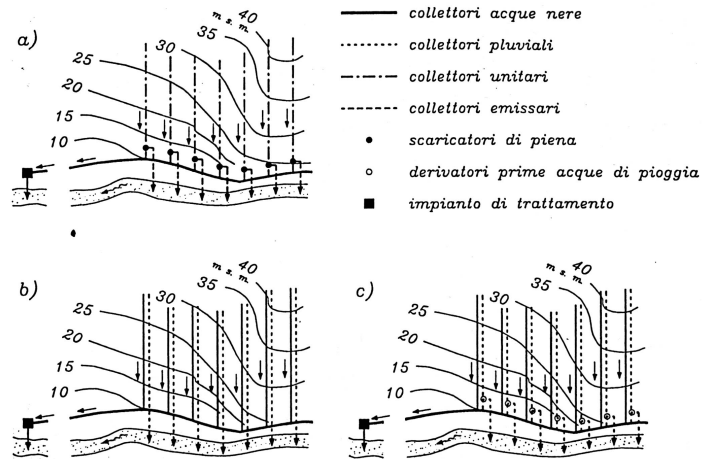 a)
m s. m. 40
35
30
25
20
15
10
collettori acque nere
collettori pluviali
collettori unitari
collettori emissari
scaricatori di piena
derivatori prime acque di pioggia
impianto di trattamento
b)
m s. m. 40
35
30
25
20
15
10
c)
m s. m. 40
35
30
25
20
15
10